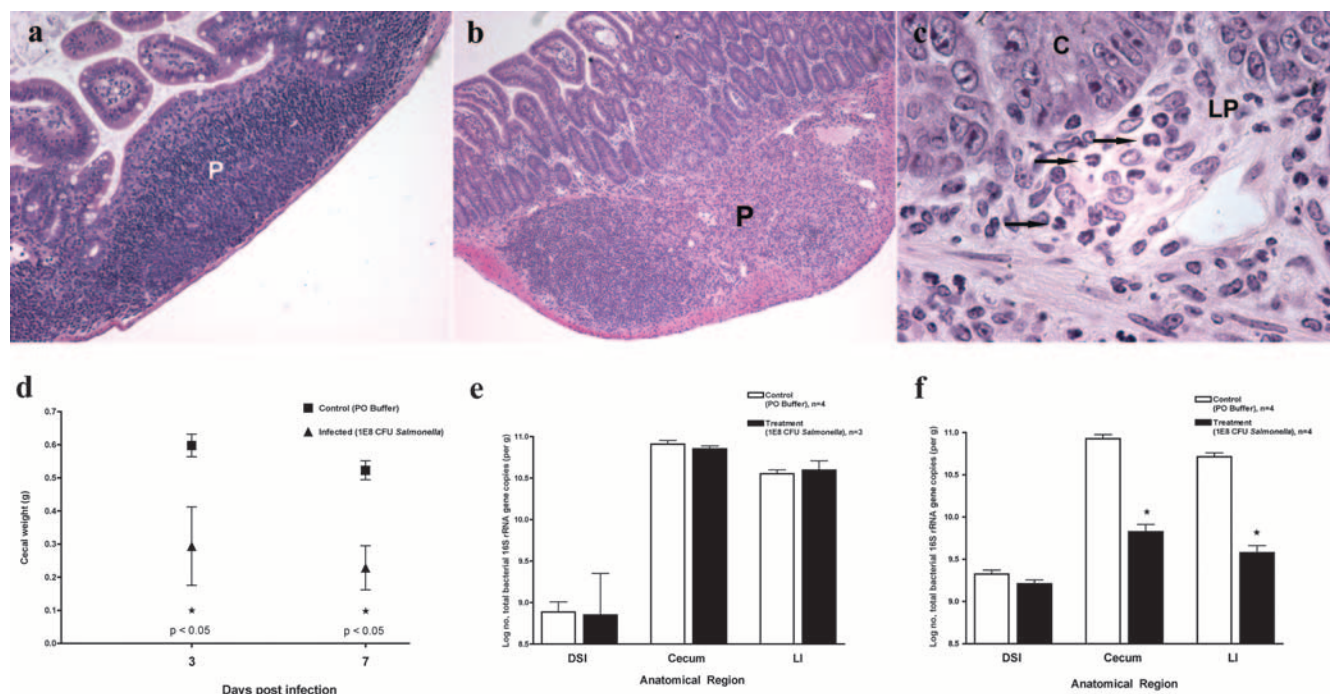 a
P
b
P
c
C
LP
d
Control (PO Buffer)
Infected (1E8 CFU Salmonella)
Cecal weight (g)
0.7
0.6
0.5
0.4
0.3
0.2
0.1
0.0
p < 0.05
p < 0.05
3
7
Days post infection
e
Control
(PO Buffer), n=4
Treatment
(1E8 CFU Salmonella), n=3
Log no. total bacterial 16S rRNA gene copies (per g)
11.0
10.5
10.0
9.5
9.0
8.5
DSI
Cecum
LI
Anatomical Region
f
Control
(PO Buffer), n=4
Treatment
(1E8 CFU Salmonella), n=4
Log no. total bacterial 16S rRNA gene copies (per g)
11.0
10.5
10.0
9.5
9.0
8.5
*
*
DSI
Cecum
LI
Anatomical Region